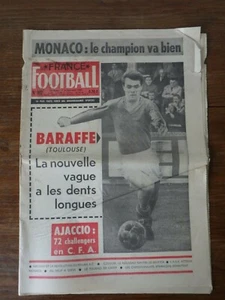 MONACO : le champion va bien
FRANCE
FOOTBALL
BARAFFE
(TOULOUSE)
La nouvelle
vague
a les dents
longues
AJACCIO :
72 challengers
en C. F. A.